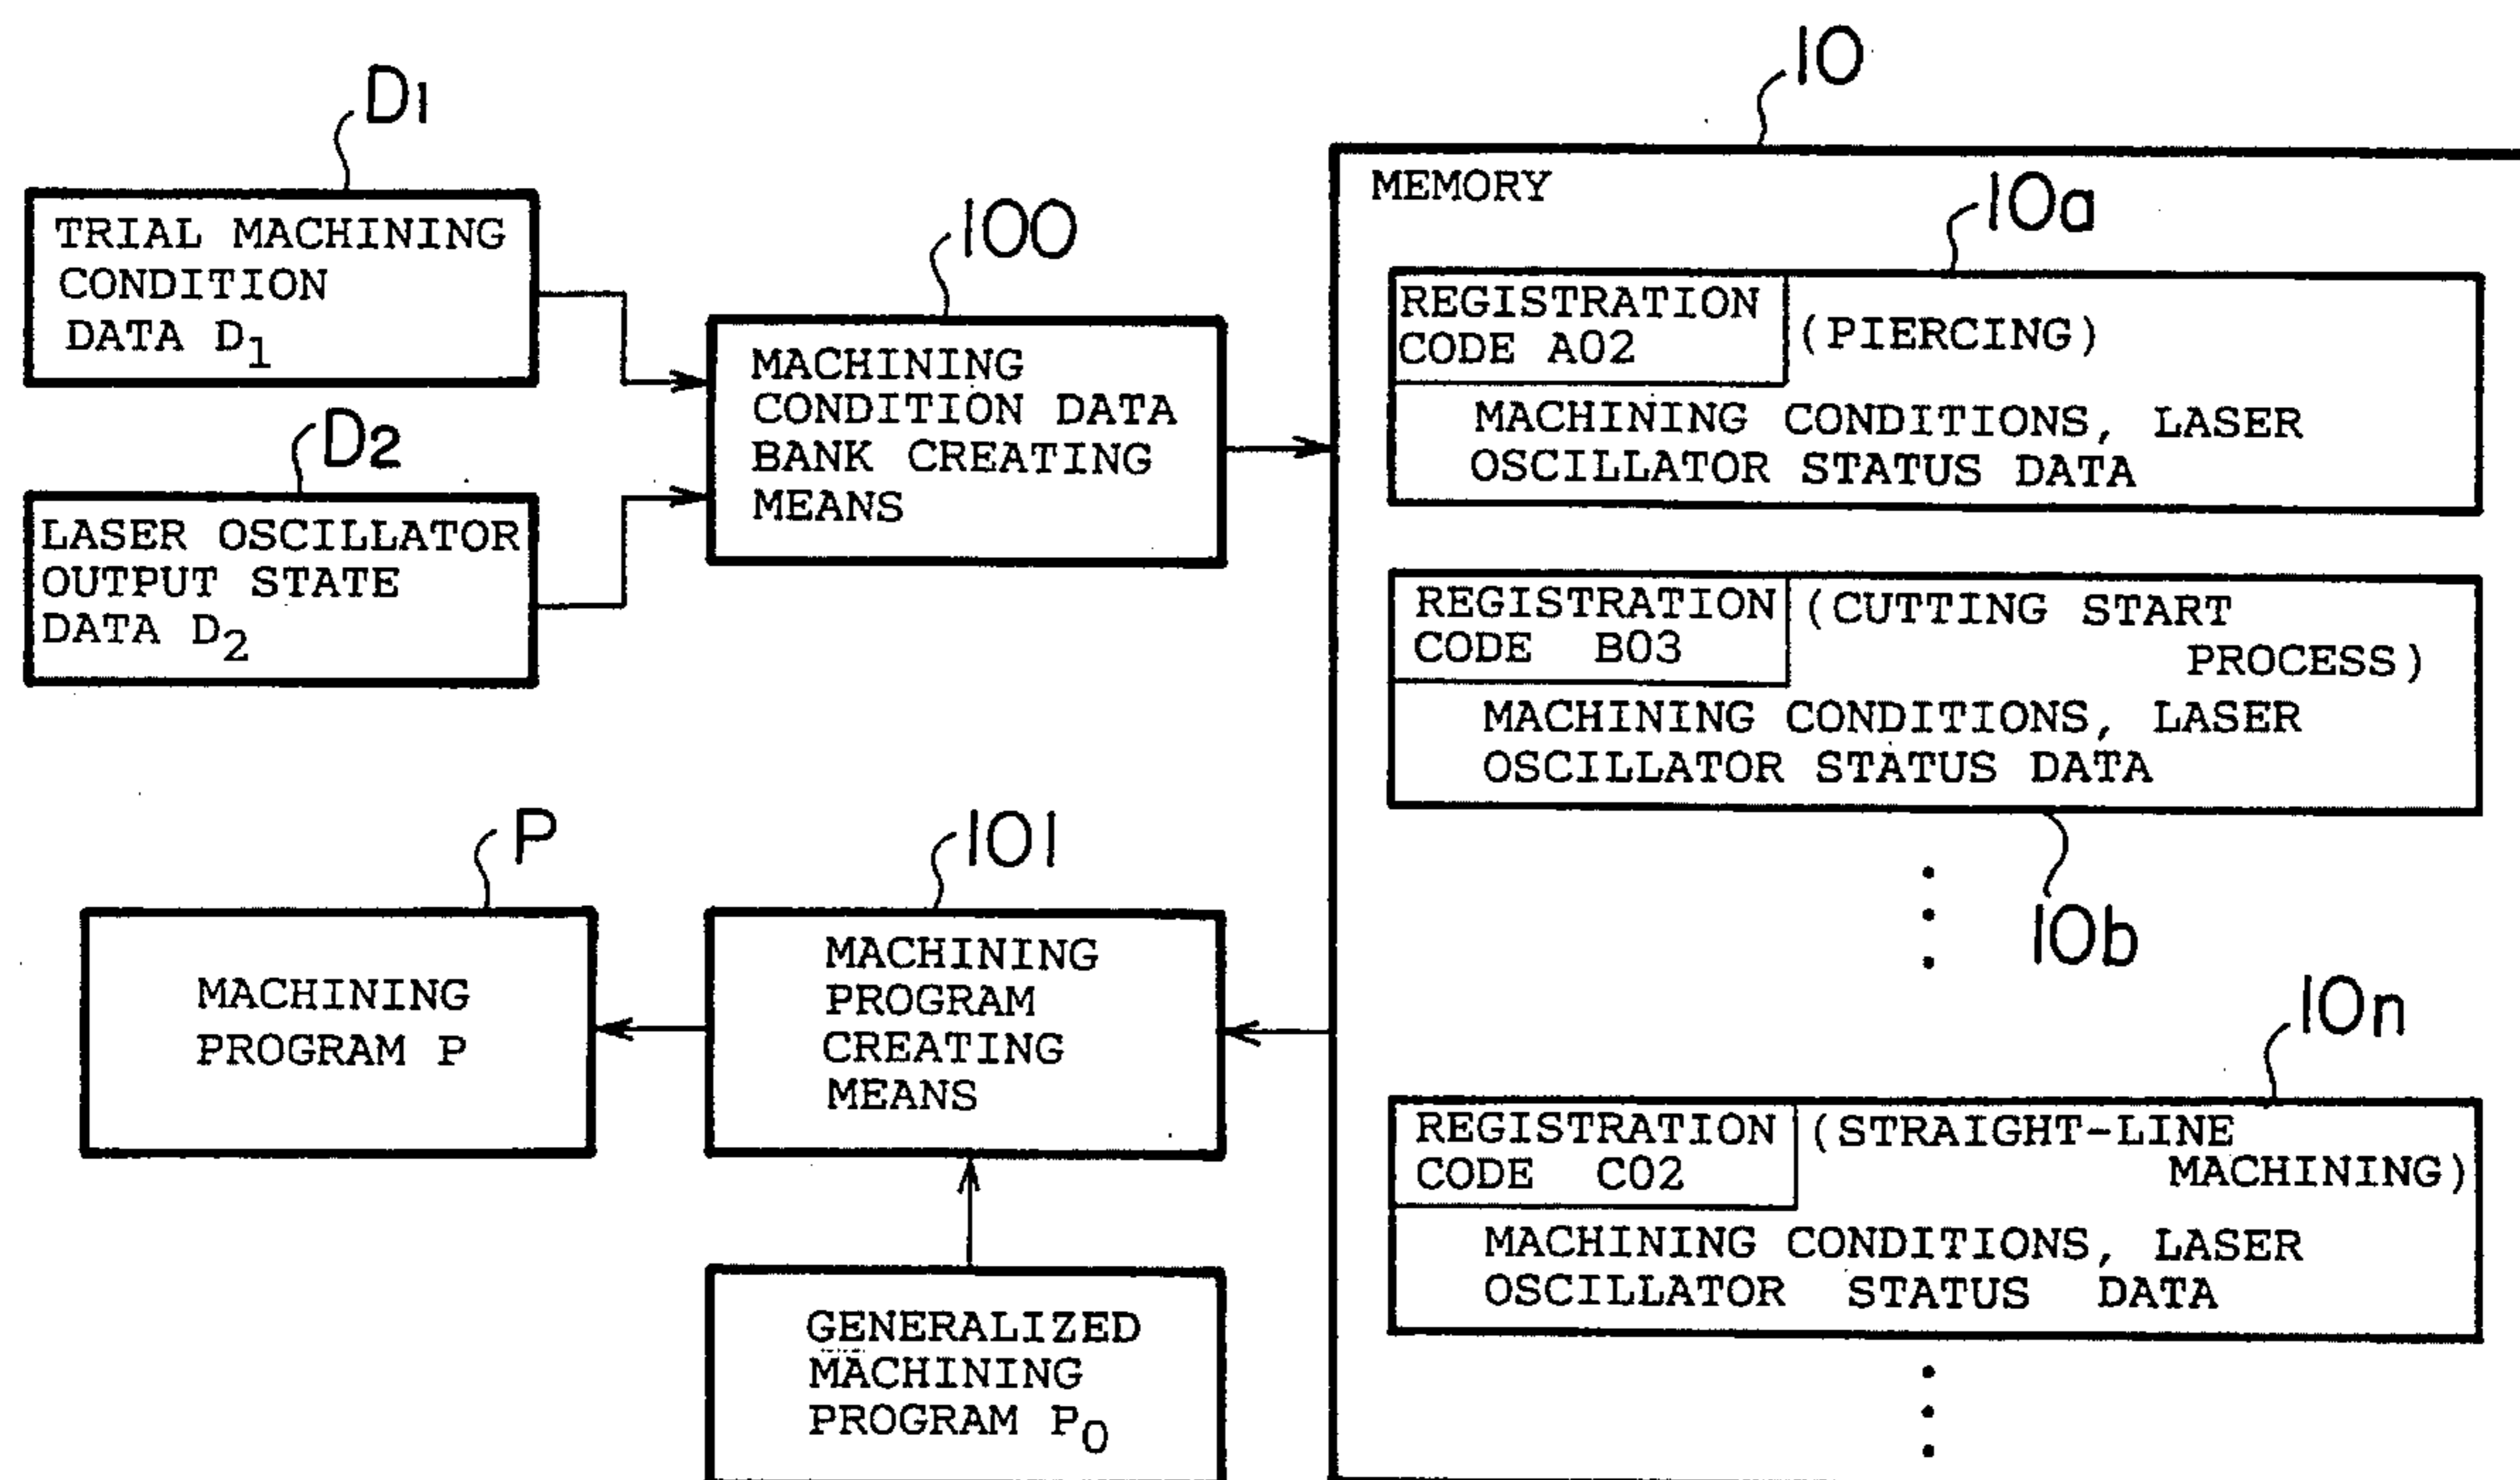 D1
TRIAL MACHINING
CONDITION
DATA D1
D2
LASER OSCILLATOR
OUTPUT STATE
DATA D2
100
MACHINING
CONDITION DATA
BANK CREATING
MEANS
10
MEMORY
10a
REGISTRATION
CODE A02
(PIERCING)
MACHINING CONDITIONS, LASER
OSCILLATOR STATUS DATA
REGISTRATION
CODE B03
(CUTTING START
PROCESS)
MACHINING CONDITIONS, LASER
OSCILLATOR STATUS DATA
10b
10n
REGISTRATION
CODE C02
(STRAIGHT-LINE
MACHINING)
MACHINING CONDITIONS, LASER
OSCILLATOR STATUS DATA
P
MACHINING
PROGRAM P
101
MACHINING
PROGRAM
CREATING
MEANS
GENERALIZED
MACHINING
PROGRAM P0